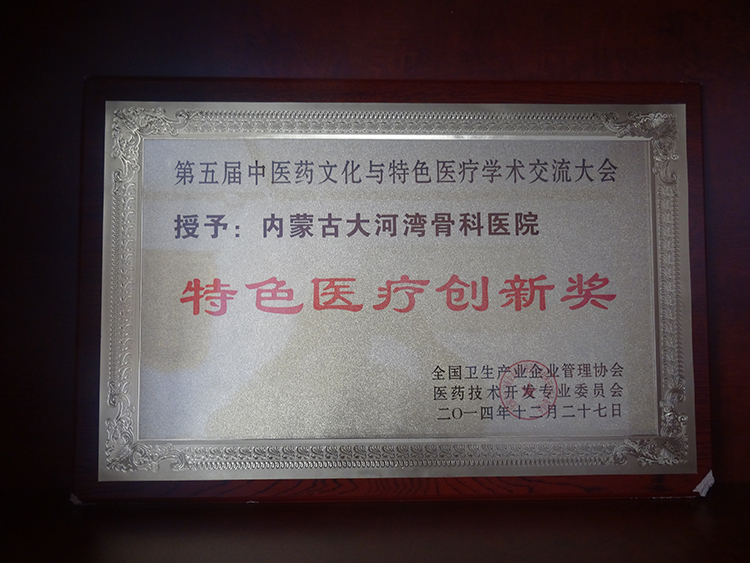 第五届中医药文化与特色医疗学术交流大会
授予：内蒙古大河湾骨科医院
特色医疗创新奖
全国卫生产业企业管理协会
医药技术开发专业委员会
二〇一四年十二月二十七日